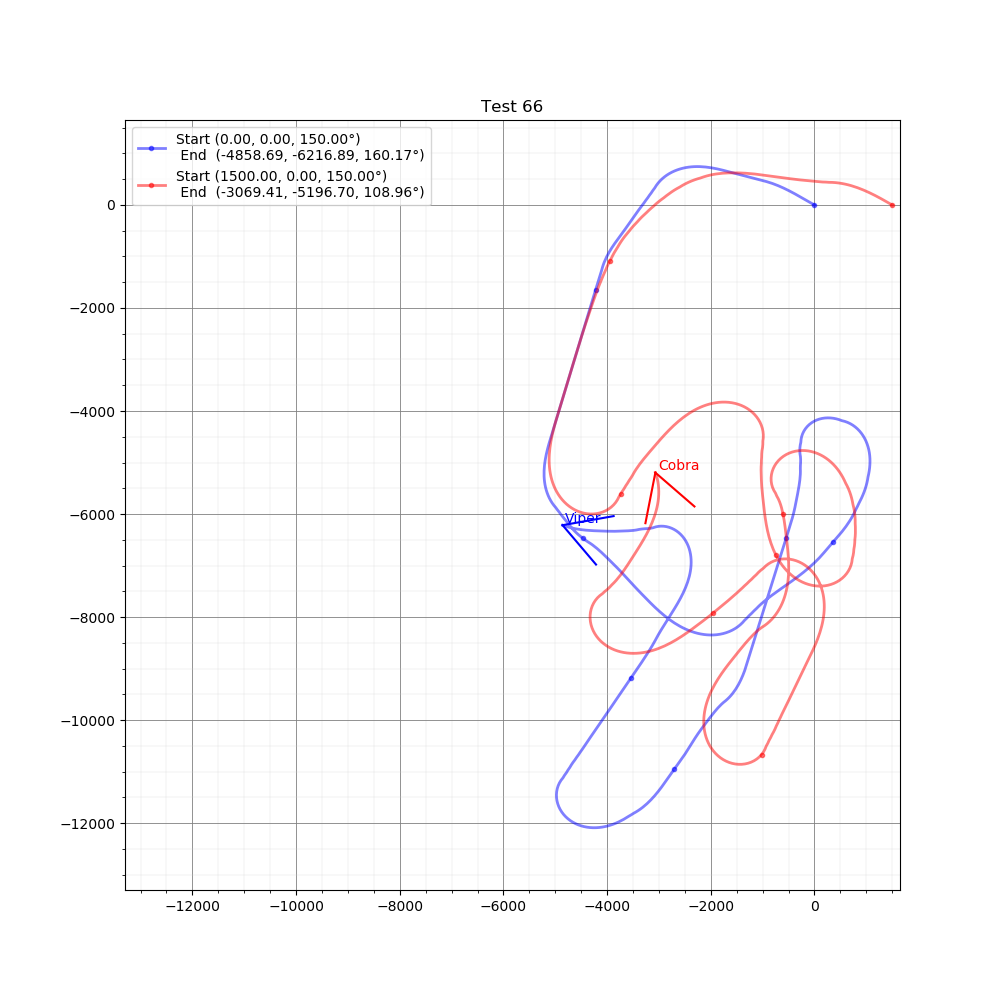 Test 66
Start (0.00, 0.00, 150.00°)
End (-4858.69, -6216.89, 160.17°)
Start (1500.00, 0.00, 150.00°)
End (-3069.41, -5196.70, 108.96°)
0
−2000
−4000
Cobra
−6000
Viper
−8000
−10000
−12000
−12000 −10000 −8000 −6000 −4000 −2000 0